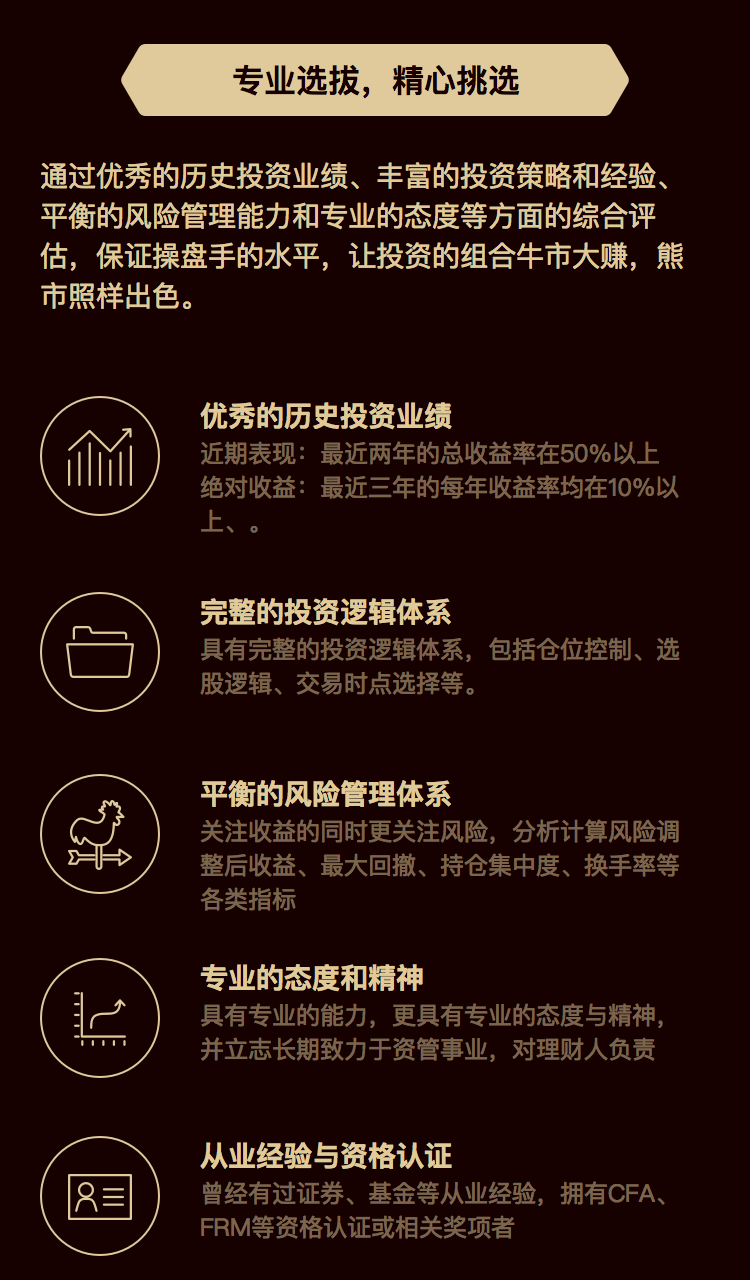 专业选拔，精心挑选
通过优秀的历史投资业绩、丰富的投资策略和经验、
平衡的风险管理能力和专业的态度等方面的综合评
估，保证操盘手的水平，让投资的组合牛市大赚，熊
市照样出色。
优秀的历史投资业绩
近期表现：最近两年的总收益率在50%以上
绝对收益：最近三年的每年收益率均在10%以
上、。
完整的投资逻辑体系
具有完整的投资逻辑体系，包括仓位控制、选
股逻辑、交易时点选择等。
平衡的风险管理体系
关注收益的同时更关注风险，分析计算风险调
整后收益、最大回撤、持仓集中度、换手率等
各类指标
专业的态度和精神
具有专业的能力，更具有专业的态度与精神，
并立志长期致力于资管事业，对理财人负责
从业经验与资格认证
曾经有过证券、基金等从业经验，拥有CFA、
FRM等资格认证或相关奖项者